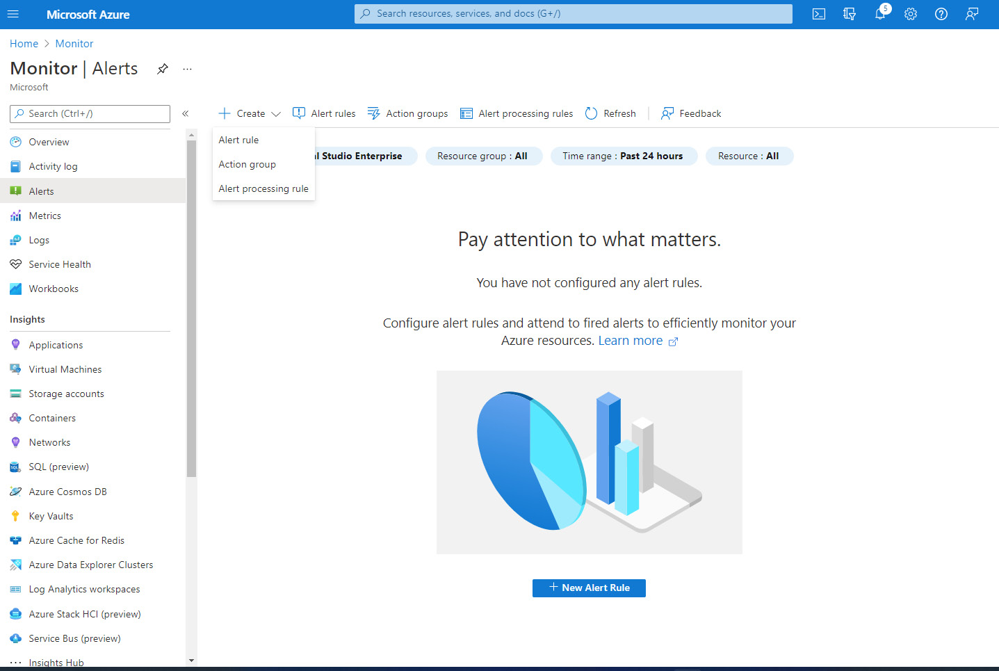 Microsoft Azure
Search resources, services, and docs (G+/)
5
Home > Monitor
Monitor | Alerts
...
Microsoft
Search (Ctrl+/)
«
Create
Alert rules
Action groups
Alert processing rules
Refresh
Feedback
Alert rule
Action group
Alert processing rule
Studio Enterprise
Resource group : All
Time range : Past 24 hours
Resource : All
Overview
Activity log
Alerts
Metrics
Logs
Service Health
Workbooks
Insights
Applications
Virtual Machines
Storage accounts
Containers
Networks
SQL (preview)
Azure Cosmos DB
Key Vaults
Azure Cache for Redis
Azure Data Explorer Clusters
Log Analytics workspaces
Azure Stack HCI (preview)
Service Bus (preview)
Insights Hub
Pay attention to what matters.
You have not configured any alert rules.
Configure alert rules and attend to fired alerts to efficiently monitor your
Azure resources. Learn more
New Alert Rule